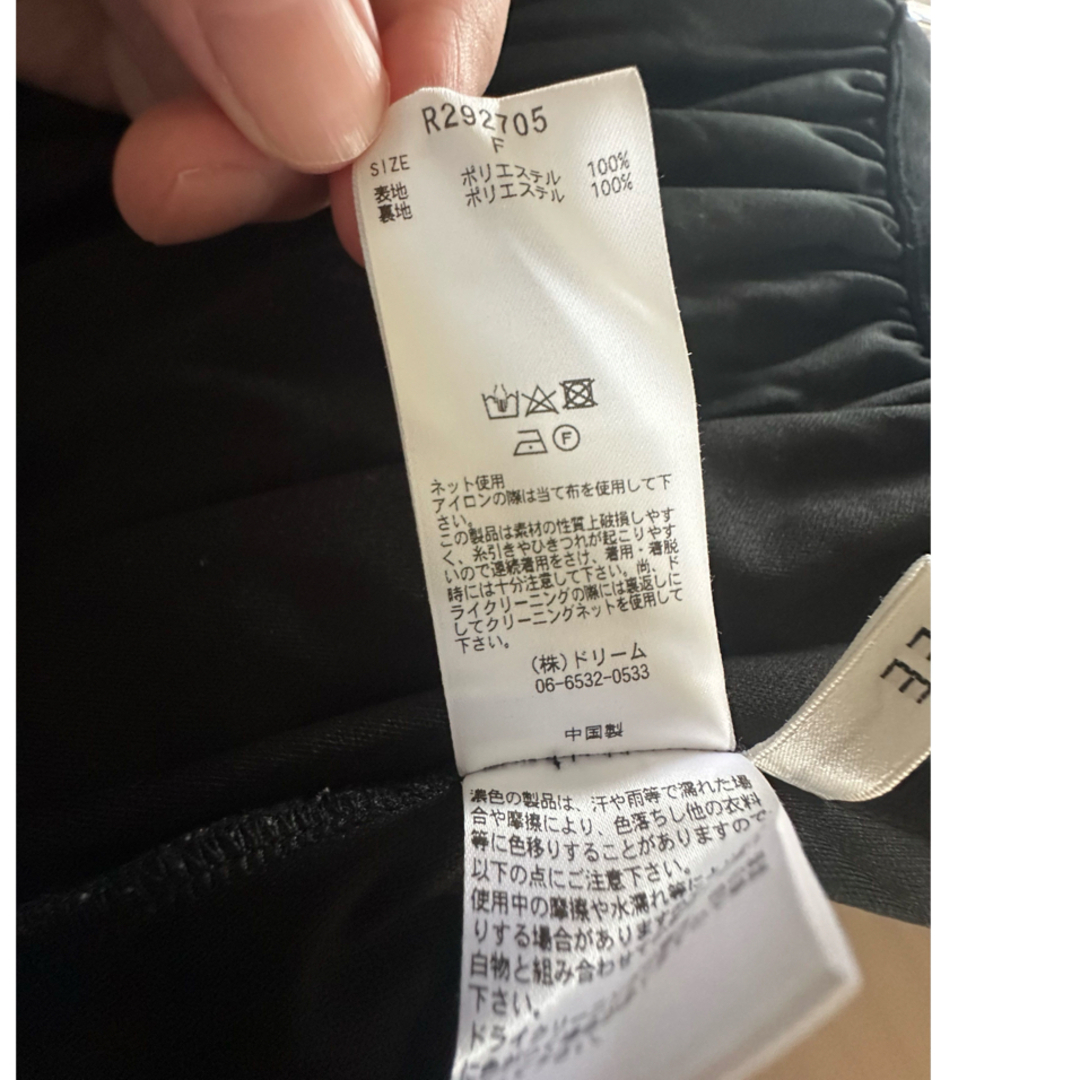 R292705
SIZE F
表地 ポリエステル 100%
裏地 ポリエステル 100%
F
ネット使用
アイロンの際は当て布を使用して下
さい。
この製品は素材の性質上破損しやす
く、糸引きやひきつれが起こりやす
いので連続着用をさけ、着用・着脱
時には十分注意して下さい。尚、ド
ライクリーニングの際には裏返しに
してクリーニングネットを使用して
下さい。
(株)ドリーム
06-6532-0533
中国製
濃色の製品は、汗や雨等で濡れた場
合や摩擦により、色落ちし他の衣料
等に色移りすることがありますので
以下の点にご注意下さい。
使用中の摩擦や水濡れ等に
りする場合があります
白物と組み合わせ
下さい。
ドライクリー